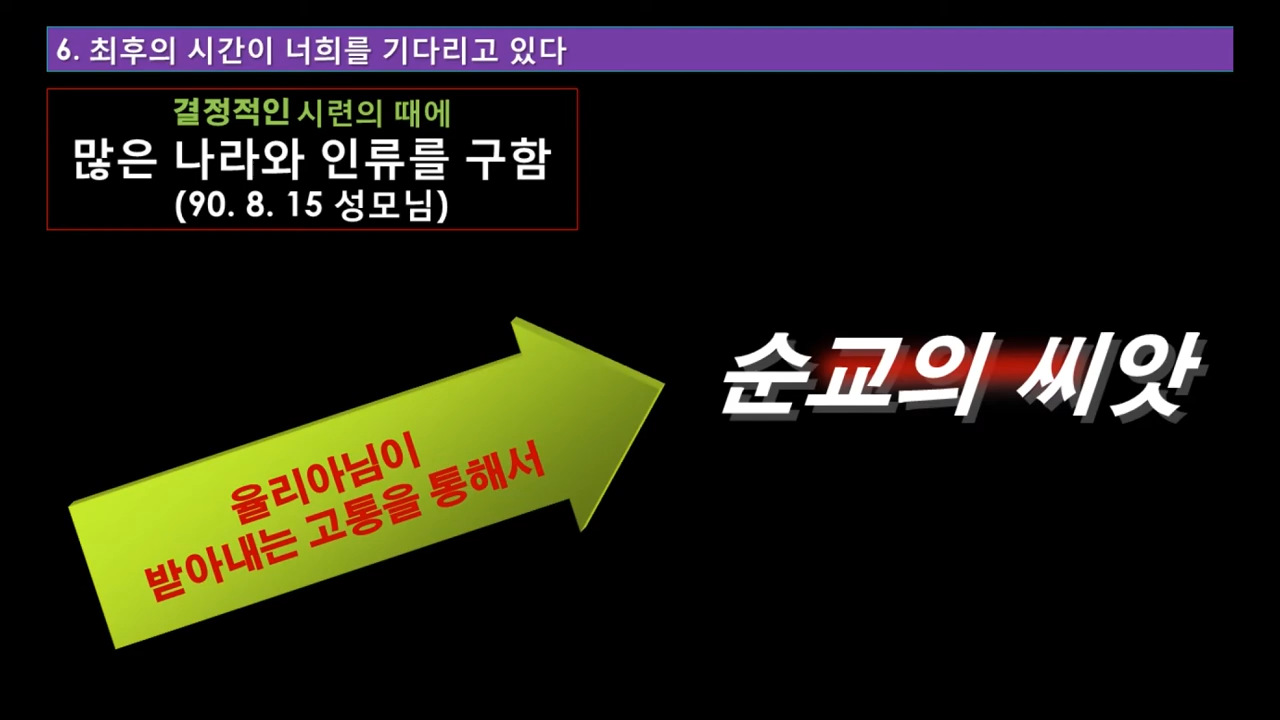 6. 최후의 시간이 너희를 기다리고 있다
결정적인 시련의 때에
많은 나라와 인류를 구함
(90. 8. 15 성모님)
순교의 씨앗
율리아님이
받아내는 고통을 통해서